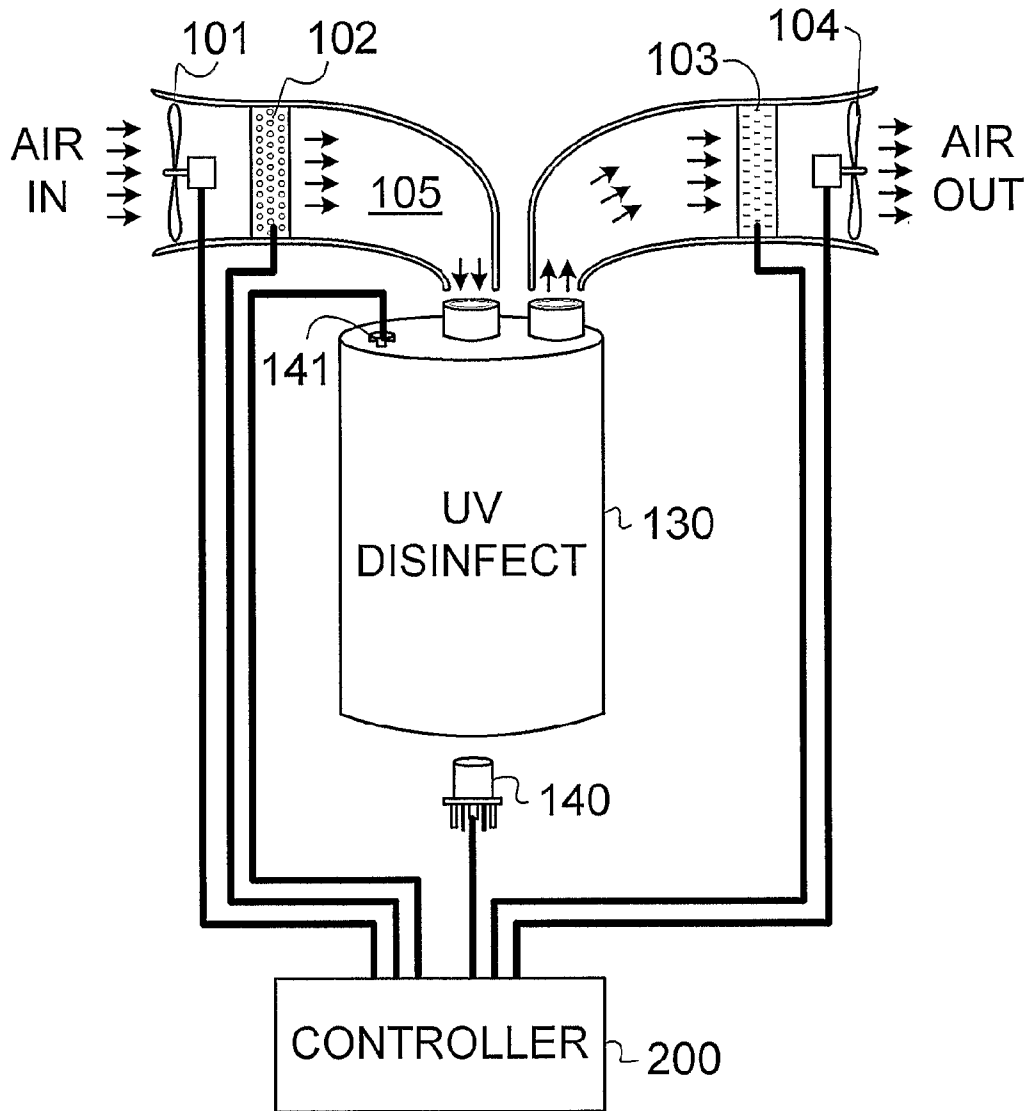 101
102
103
104
AIR
IN
105
AIR
OUT
141
UV
DISINFECT
130
140
CONTROLLER
200